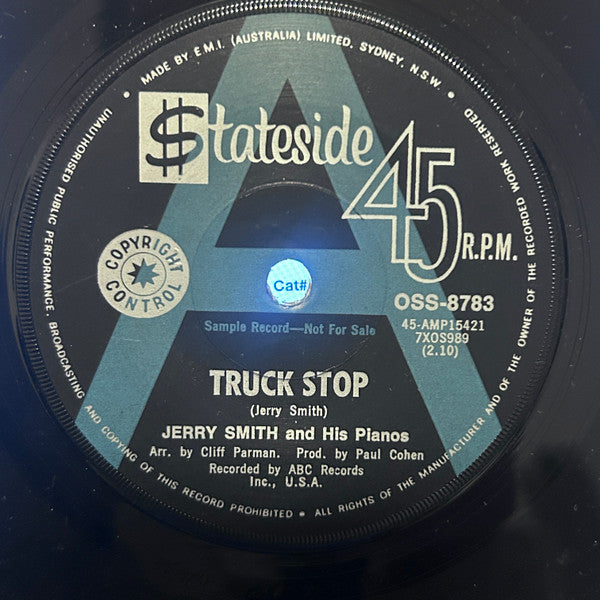 MADE BY E.M.I. (AUSTRALIA) LIMITED, SYDNEY, N.S.W. •
$tateside
45 R.P.M.
COPYRIGHT CONTROL
Cat#
OSS-8783
Sample Record—Not For Sale
45-AMP15421
7XOS989
(2.10)
TRUCK STOP
(Jerry Smith)
JERRY SMITH and His Pianos
Arr. by Cliff Parman. Prod. by Paul Cohen
Recorded by ABC Records
Inc., U.S.A.
• ALL RIGHTS OF THE MANUFACTURER AND OF THE OWNER OF THE RECORDED WORK RESERVED
UNAUTHORISED PUBLIC PERFORMANCE, BROADCASTING AND COPYING OF THIS RECORD PROHIBITED